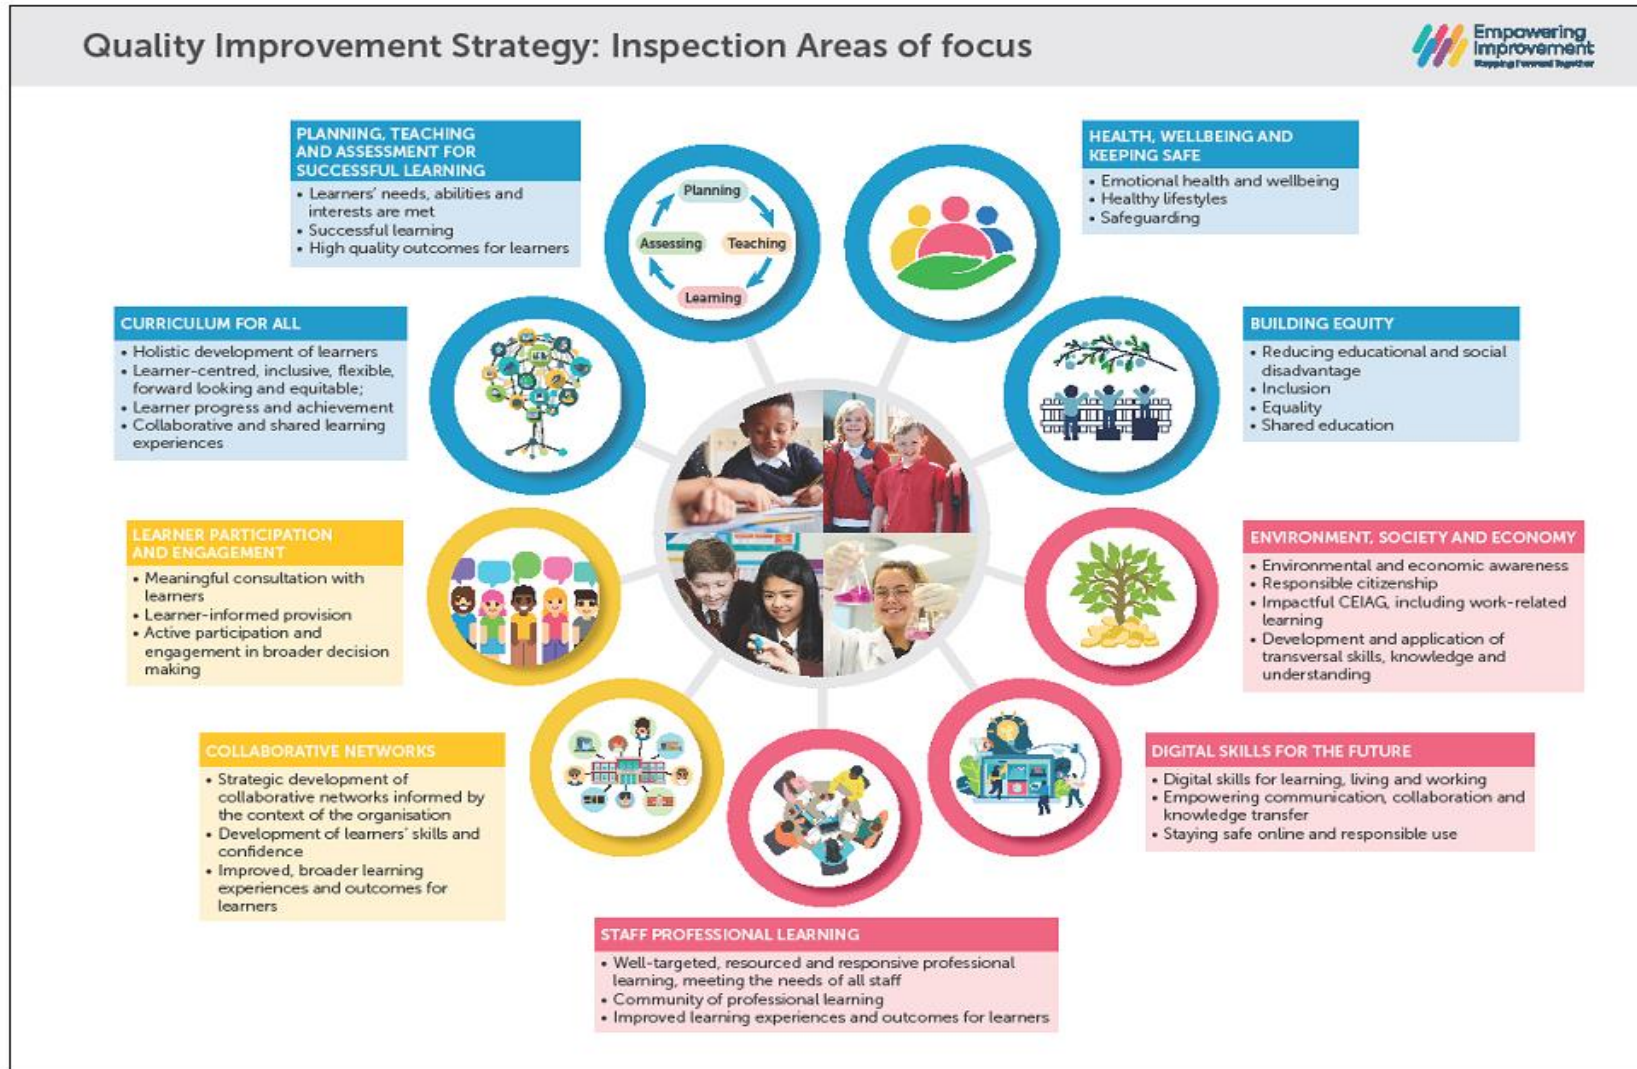 Quality Improvement Strategy: Inspection Areas of focus
Empowering
Improvement
Stepping Forward Together
PLANNING, TEACHING
AND ASSESSMENT FOR
SUCCESSFUL LEARNING
• Learners' needs, abilities and
interests are met
• Successful learning
• High quality outcomes for learners
Planning
Teaching
Learning
Assessing
HEALTH, WELLBEING AND
KEEPING SAFE
• Emotional health and wellbeing
• Healthy lifestyles
• Safeguarding
CURRICULUM FOR ALL
• Holistic development of learners
• Learner-centred, inclusive, flexible,
forward looking and equitable;
• Learner progress and achievement
• Collaborative and shared learning
experiences
BUILDING EQUITY
• Reducing educational and social
disadvantage
• Inclusion
• Equality
• Shared education
LEARNER PARTICIPATION
AND ENGAGEMENT
• Meaningful consultation with
learners
• Learner-informed provision
• Active participation and
engagement in broader decision
making
ENVIRONMENT, SOCIETY AND ECONOMY
• Environmental and economic awareness
• Responsible citizenship
• Impactful CEIAG, including work-related
learning
• Development and application of
transversal skills, knowledge and
understanding
COLLABORATIVE NETWORKS
• Strategic development of
collaborative networks informed by
the context of the organisation
• Development of learners' skills and
confidence
• Improved, broader learning
experiences and outcomes for
learners
DIGITAL SKILLS FOR THE FUTURE
• Digital skills for learning, living and working
• Empowering communication, collaboration and
knowledge transfer
• Staying safe online and responsible use
STAFF PROFESSIONAL LEARNING
• Well-targeted, resourced and responsive professional
learning, meeting the needs of all staff
• Community of professional learning
• Improved learning experiences and outcomes for learners